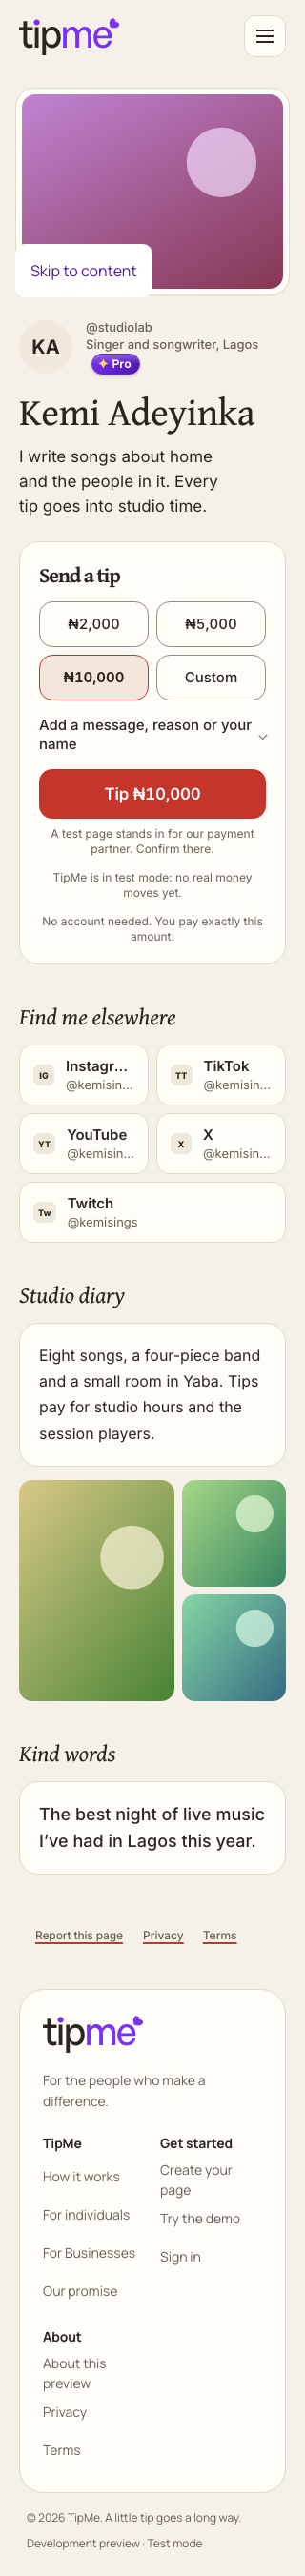 tipme
Skip to content
KA
@studiolab
Singer and songwriter, Lagos
✦ Pro
Kemi Adeyinka
I write songs about home
and the people in it. Every
tip goes into studio time.
Send a tip
₦2,000
₦5,000
₦10,000
Custom
Add a message, reason or your
name
Tip ₦10,000
A test page stands in for our payment
partner. Confirm there.
TipMe is in test mode: no real money
moves yet.
No account needed. You pay exactly this
amount.
Find me elsewhere
IG
Instagr...
@kemisin...
TT
TikTok
@kemisin...
YT
YouTube
@kemisin...
X
X
@kemisin...
Tw
Twitch
@kemisings
Studio diary
Eight songs, a four-piece band
and a small room in Yaba. Tips
pay for studio hours and the
session players.
Kind words
The best night of live music
I’ve had in Lagos this year.
Report this page
Privacy
Terms
tipme
For the people who make a
difference.
TipMe
How it works
For individuals
For Businesses
Our promise
Get started
Create your
page
Try the demo
Sign in
About
About this
preview
Privacy
Terms
© 2026 TipMe. A little tip goes a long way.
Development preview · Test mode